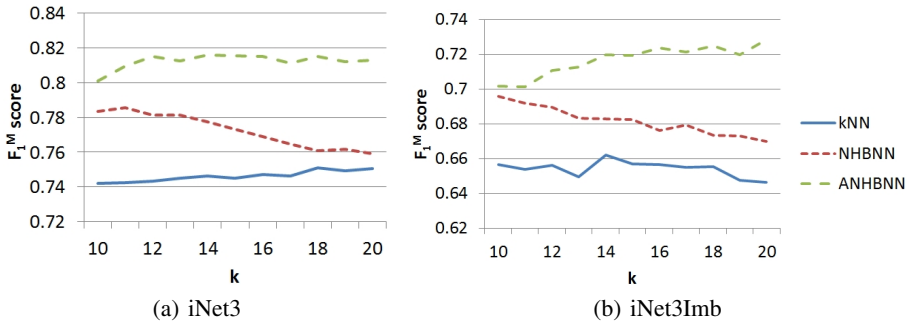 0.84
0.82
0.8
0.78
0.76
0.74
0.72
F₁ᴹ score
10 12 14 16 18 20
k
(a) iNet3
0.74
0.72
0.7
0.68
0.66
0.64
0.62
F₁ᴹ score
10 12 14 16 18 20
k
(b) iNet3Imb
kNN
NHBNN
ANHBNN